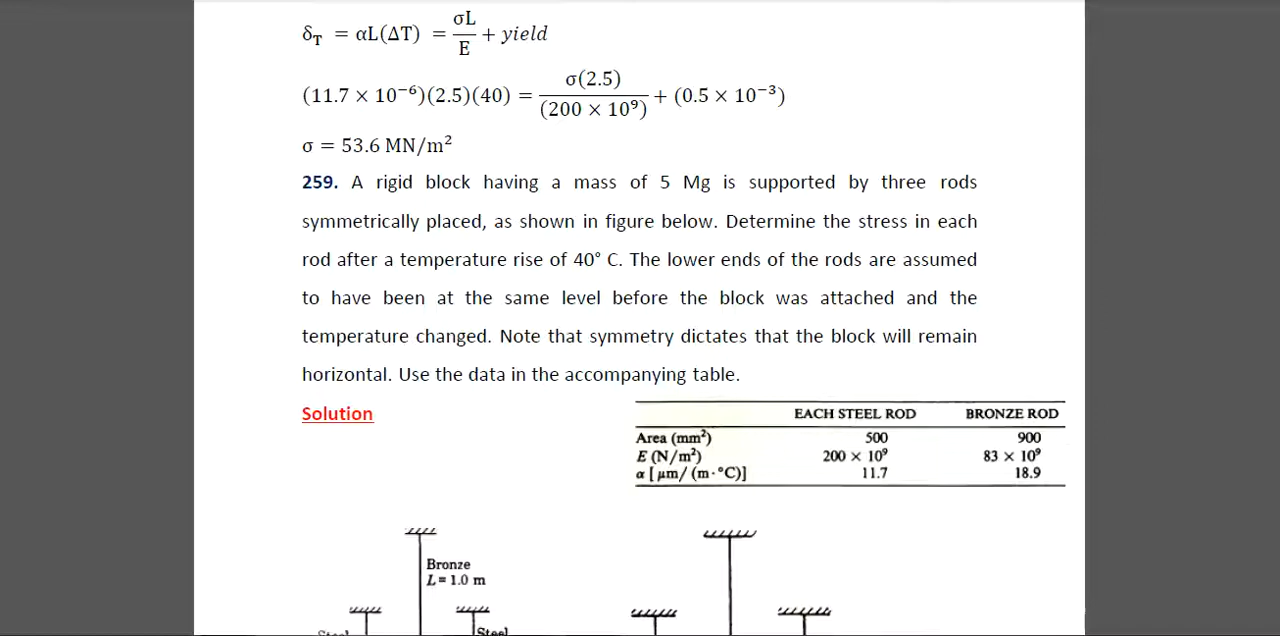 δT = αL(ΔT) = σL/E + yield
(11.7 × 10⁻⁶)(2.5)(40) = σ(2.5)/(200 × 10⁹) + (0.5 × 10⁻³)
σ = 53.6 MN/m²
259. A rigid block having a mass of 5 Mg is supported by three rods
symmetrically placed, as shown in figure below. Determine the stress in each
rod after a temperature rise of 40° C. The lower ends of the rods are assumed
to have been at the same level before the block was attached and the
temperature changed. Note that symmetry dictates that the block will remain
horizontal. Use the data in the accompanying table.
Solution
EACH STEEL ROD BRONZE ROD
Area (mm²) 500 900
E (N/m²) 200 × 10⁹ 83 × 10⁹
α [μm/(m·°C)] 11.7 18.9
Bronze
L = 1.0 m
Steel